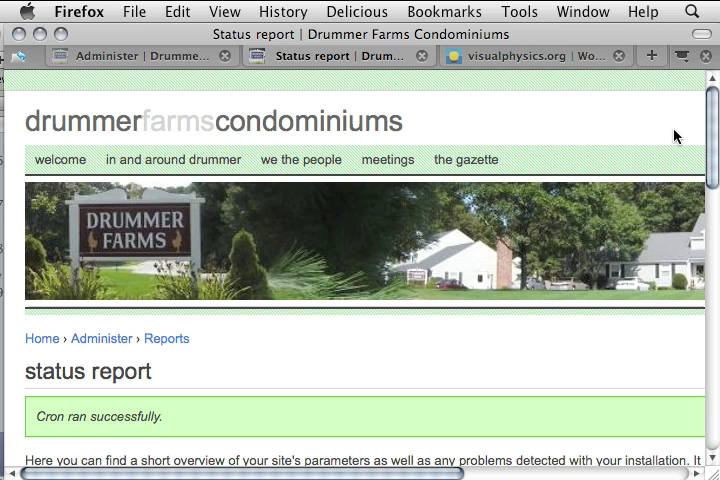 Firefox File Edit View History Delicious Bookmarks Tools Window Help
Status report | Drummer Farms Condominiums
Administer | Drumme... Status report | Drum... visualphysics.org | Wo...
drummerfarmscondominiums
welcome in and around drummer we the people meetings the gazette
DRUMMER
FARMS
Home › Administer › Reports
status report
Cron ran successfully.
Here you can find a short overview of your site's parameters as well as any problems detected with your installation. It